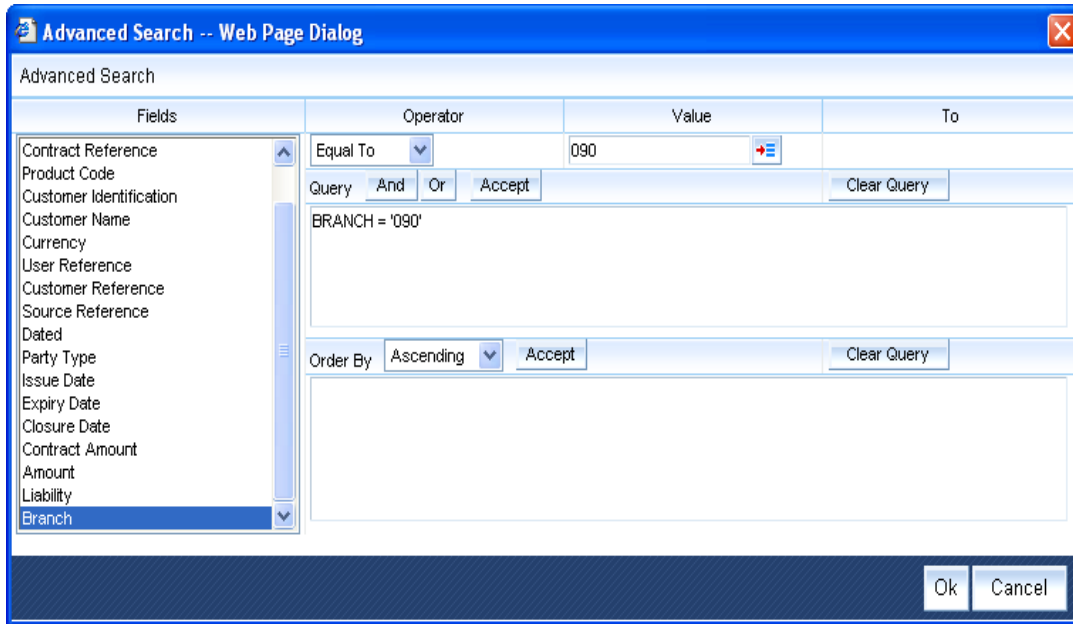 Advanced Search -- Web Page Dialog
Advanced Search
Fields Operator Value To
Contract Reference
Product Code
Customer Identification
Customer Name
Currency
User Reference
Customer Reference
Source Reference
Dated
Party Type
Issue Date
Expiry Date
Closure Date
Contract Amount
Amount
Liability
Branch
Equal To 090
Query And Or Accept Clear Query
BRANCH = '090'
Order By Ascending Accept Clear Query
Ok Cancel